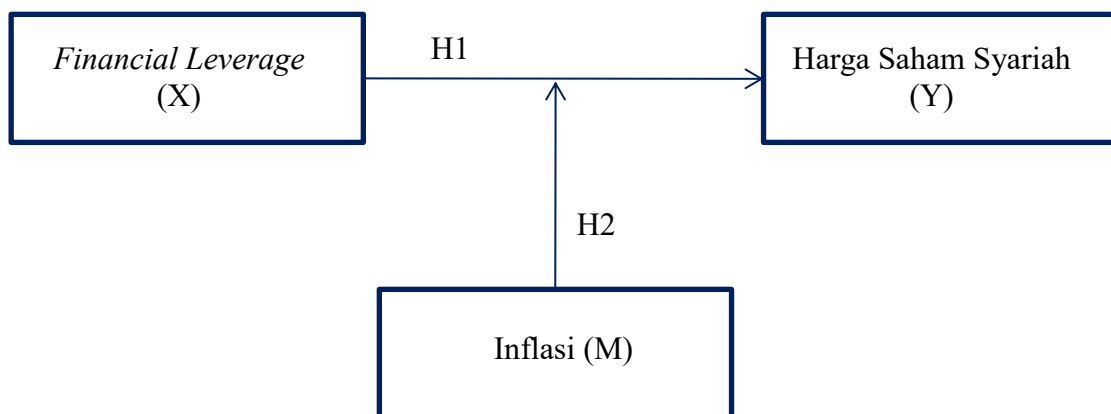 Financial Leverage
(X)
H1
Harga Saham Syariah
(Y)
H2
Inflasi (M)